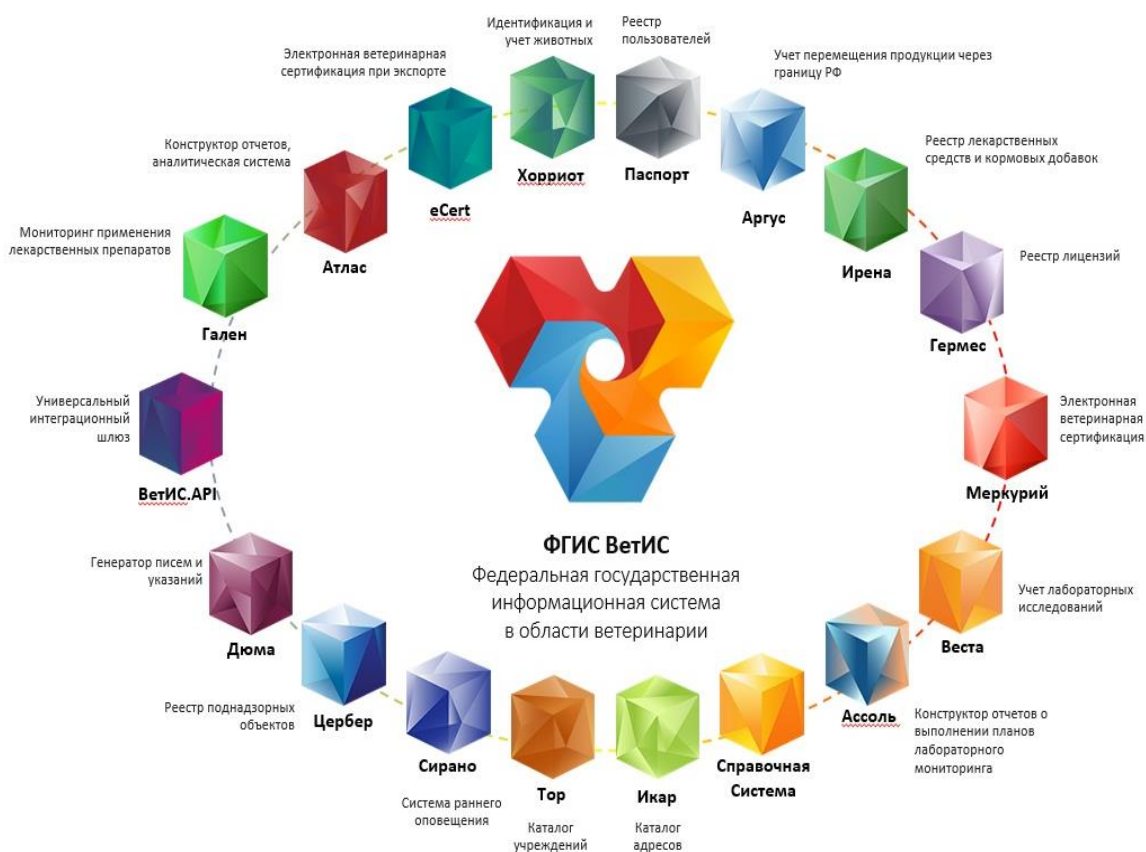 Идентификация и
учет животных
Реестр
пользователей
Электронная ветеринарная
сертификация при экспорте
Учет перемещения продукции через
границу РФ
Конструктор отчетов,
аналитическая система
Хорриот
Паспорт
Реестр лекарственных
средств и кормовых добавок
eCert
Аргус
Мониторинг применения
лекарственных препаратов
Атлас
Ирена
Реестр лицензий
Гален
Гермес
Универсальный
интеграционный
шлюз
Электронная
ветеринарная
сертификация
ВетИС.API
Меркурий
ФГИС ВетИС
Федеральная государственная
информационная система
в области ветеринарии
Генератор писем и
указаний
Учет лабораторных
исследований
Дюма
Веста
Реестр поднадзорных
объектов
Цербер
Ассоль
Конструктор отчетов о
выполнении планов
лабораторного
мониторинга
Сирано
Справочная
Система
Тор
Икар
Система раннего
оповещения
Каталог
учреждений
Каталог
адресов